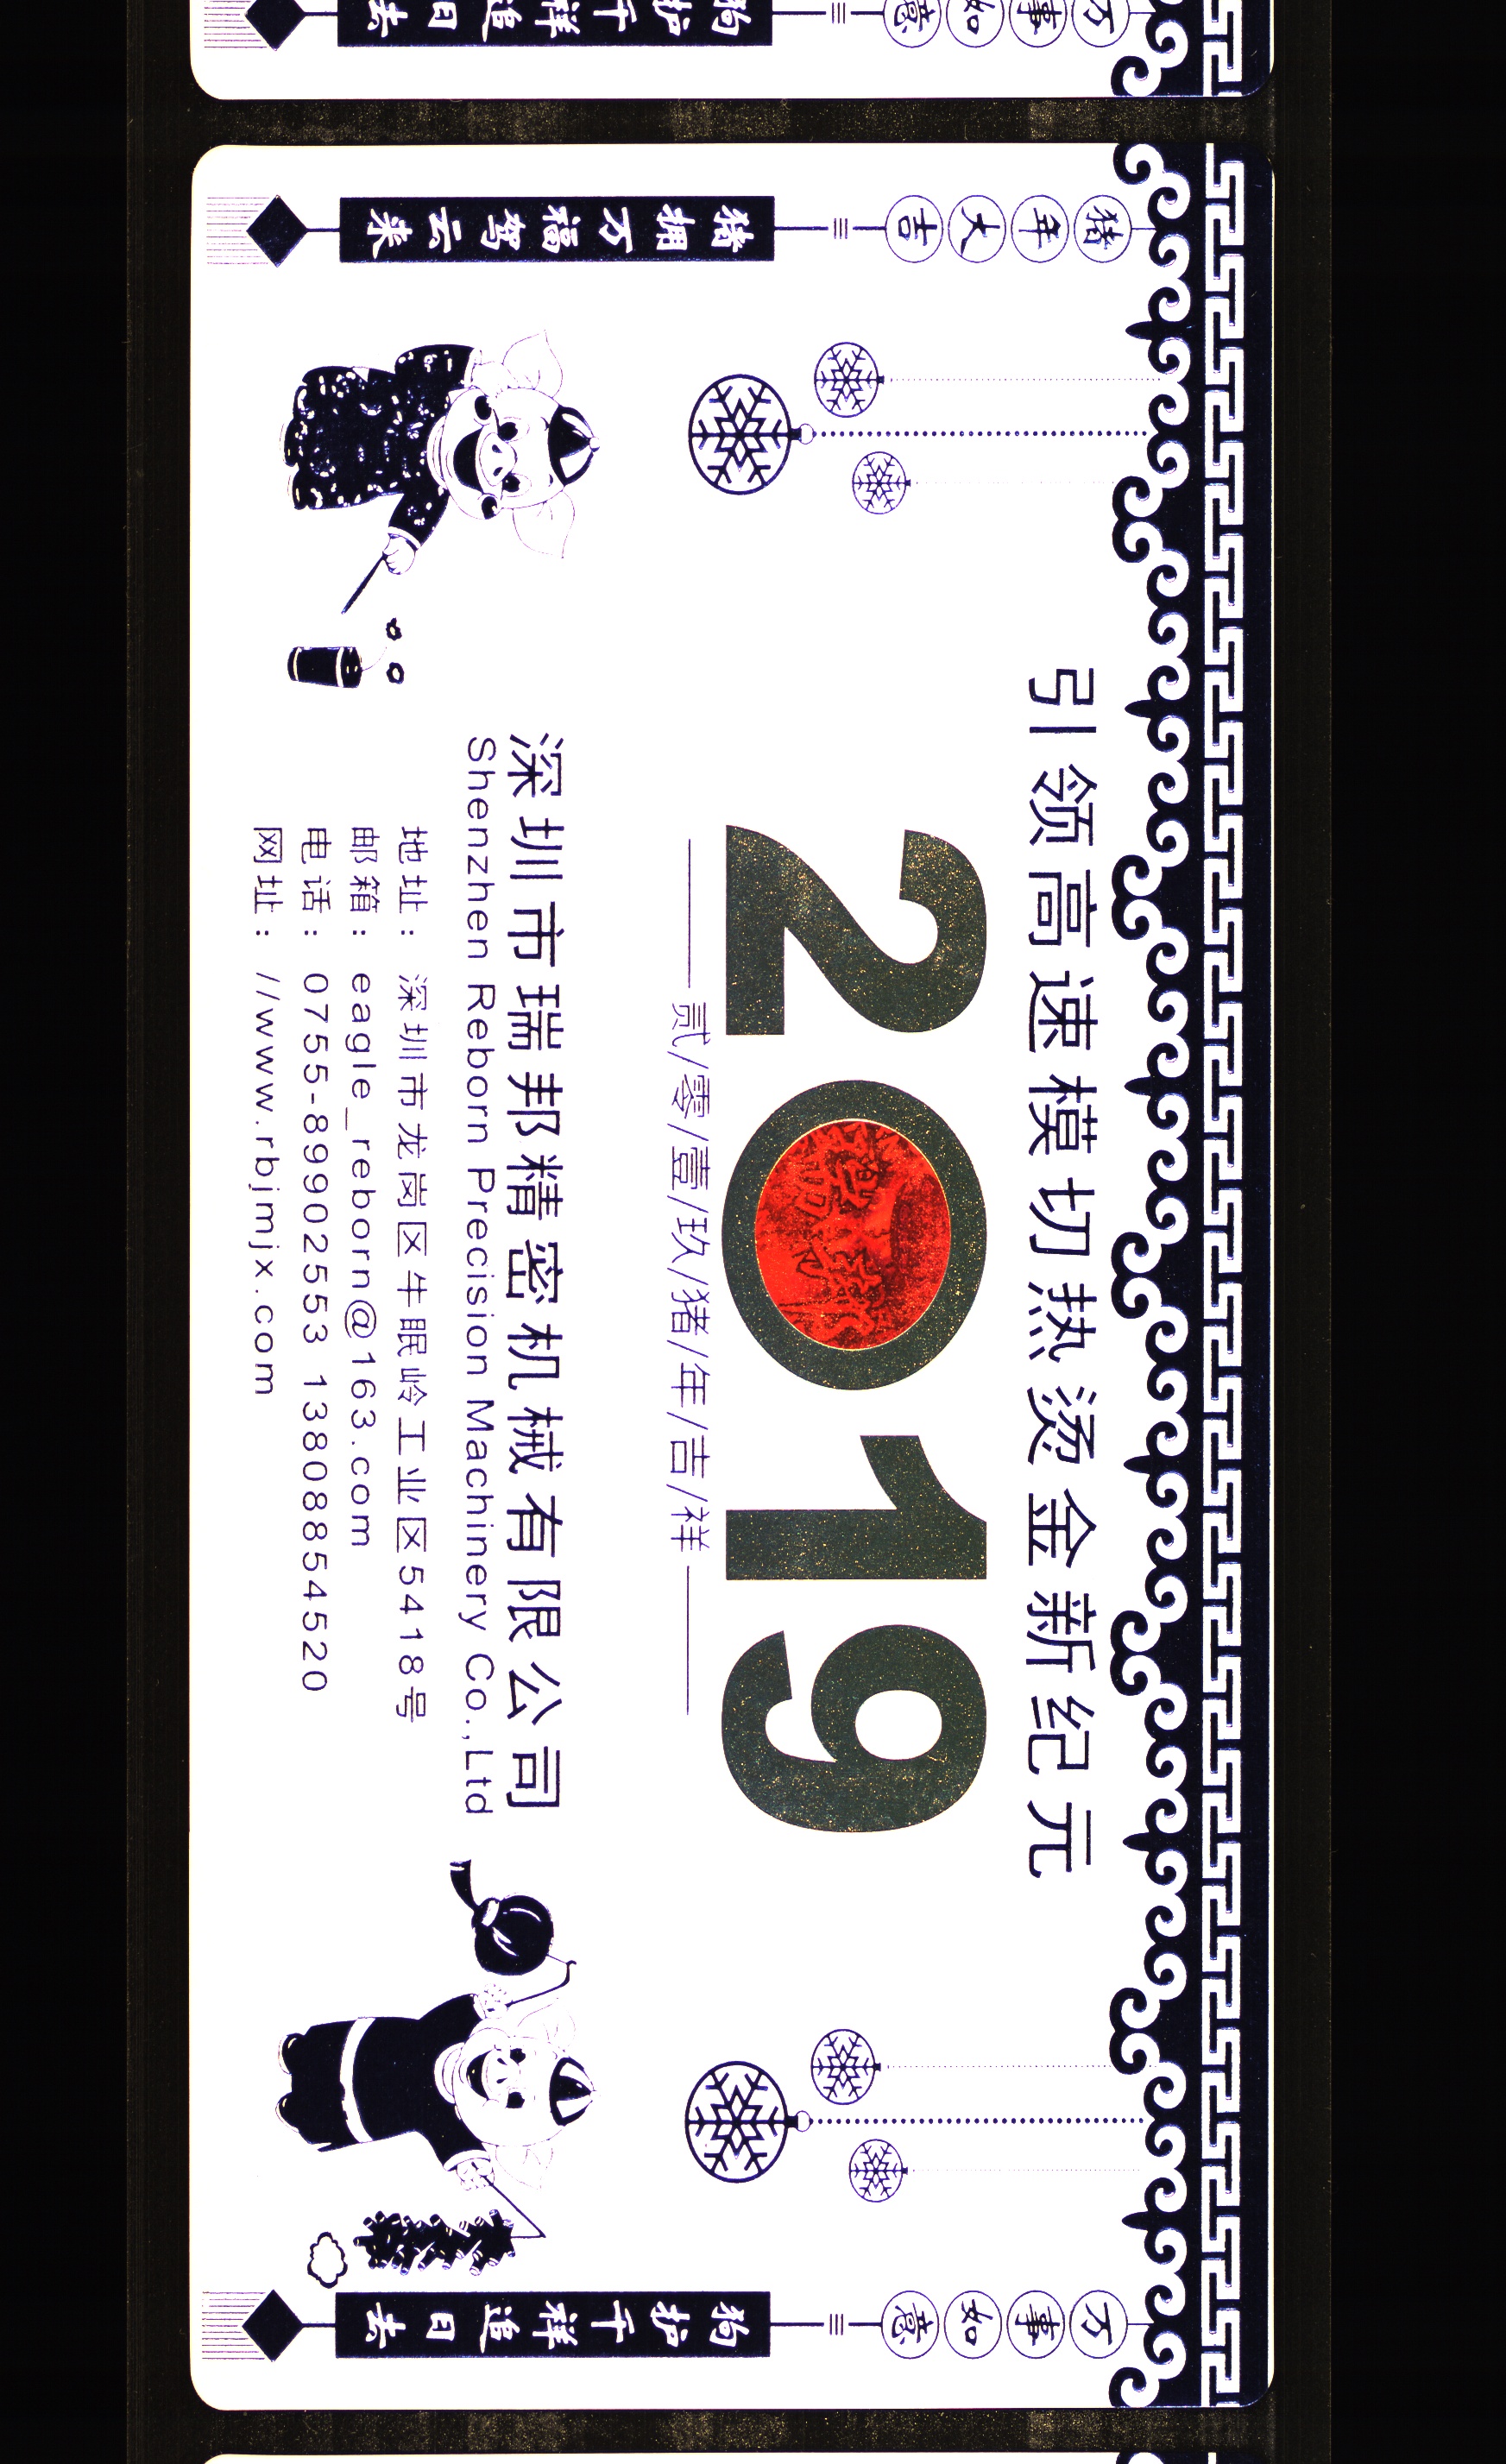 引领高速模切热烫金新纪元
猪年大吉
猪拥万福驾云来
2019
贰/零/壹/玖/猪/年/吉/祥
深圳市瑞邦精密机械有限公司
Shenzhen Reborn Precision Machinery Co.,Ltd
地址: 深圳市龙岗区牛眠岭工业区5418号
邮箱: eagle_reborn@163.com
电话: 0755-89902553 13808854520
网址: //www.rbjmjx.com
万事如意
狗护千祥追日去